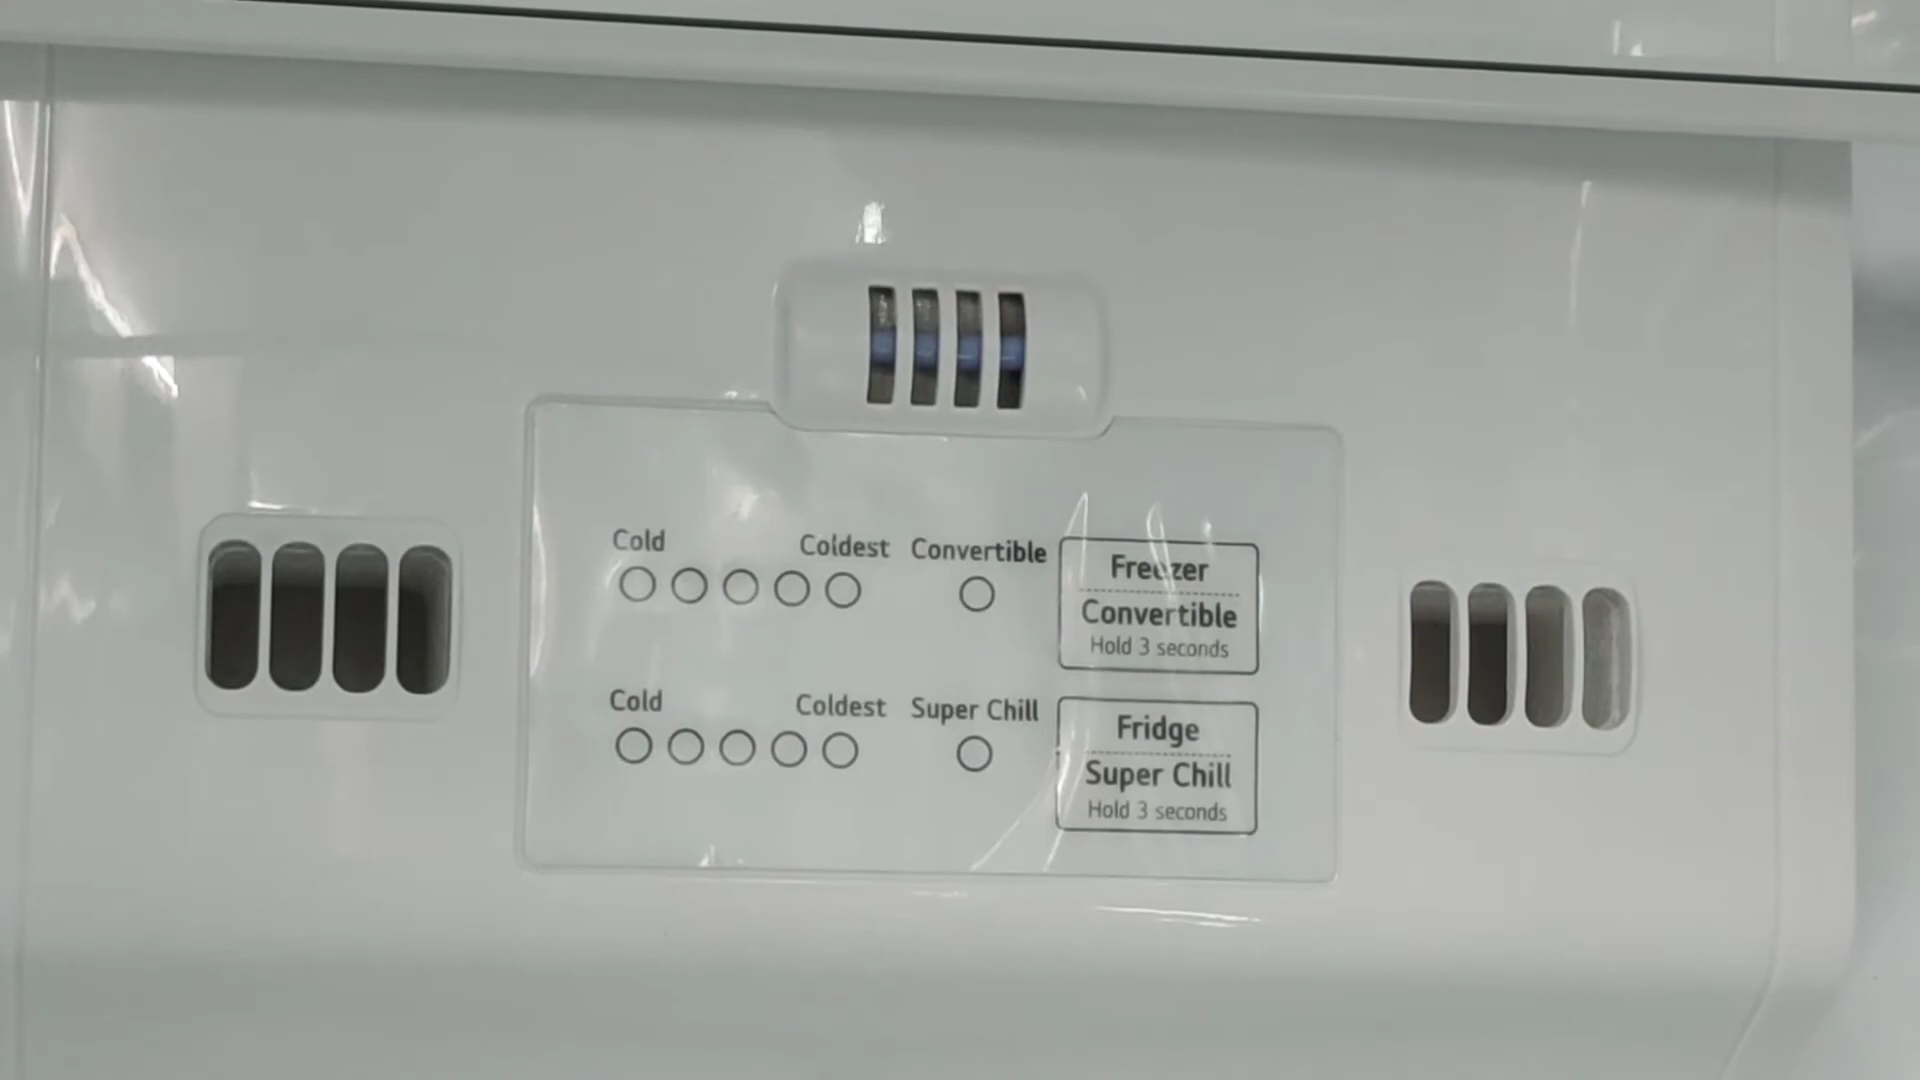 Cold Coldest Convertible
Freezer
Convertible
Hold 3 seconds
Cold Coldest Super Chill
Fridge
Super Chill
Hold 3 seconds